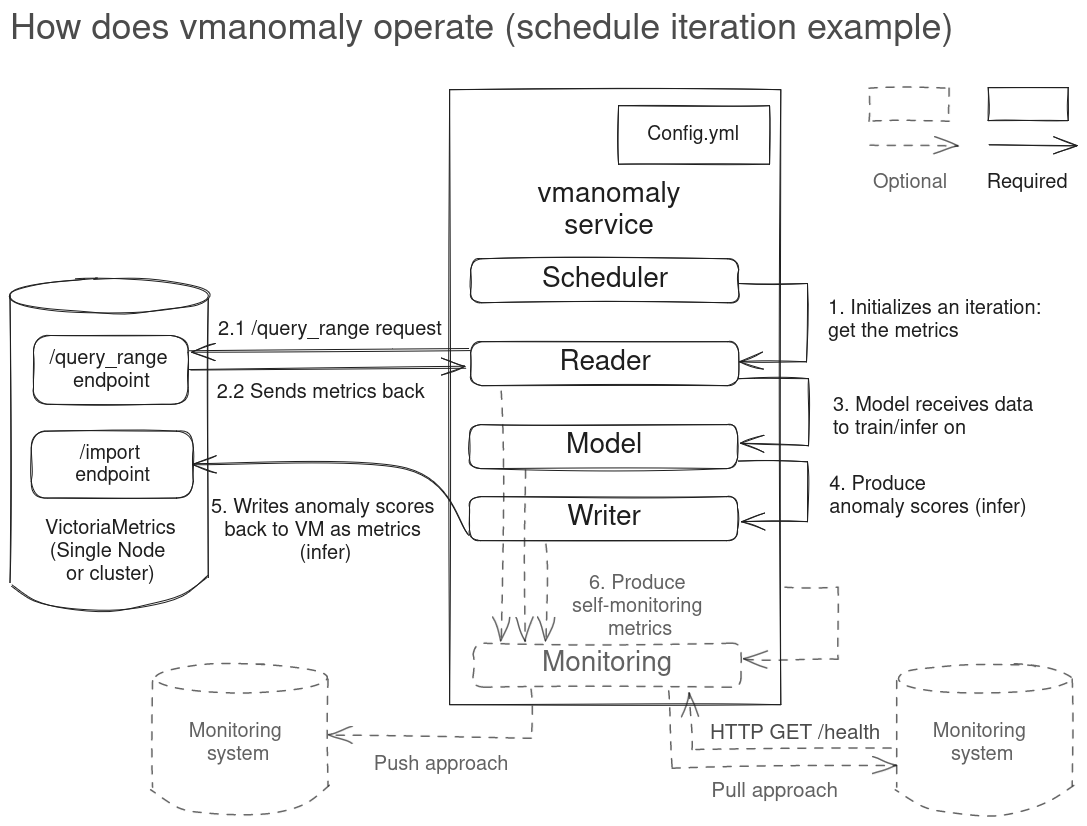 How does vmanomaly operate (schedule iteration example)
Config.yml
Optional
Required
vmanomaly
service
Scheduler
1. Initializes an iteration:
get the metrics
2.1 /query_range request
/query_range
endpoint
Reader
2.2 Sends metrics back
3. Model receives data
to train/infer on
Model
/import
endpoint
4. Produce
anomaly scores (infer)
5. Writes anomaly scores
back to VM as metrics
(infer)
Writer
VictoriaMetrics
(Single Node
or cluster)
6. Produce
self-monitoring
metrics
Monitoring
Monitoring
system
Push approach
HTTP GET /health
Pull approach
Monitoring
system